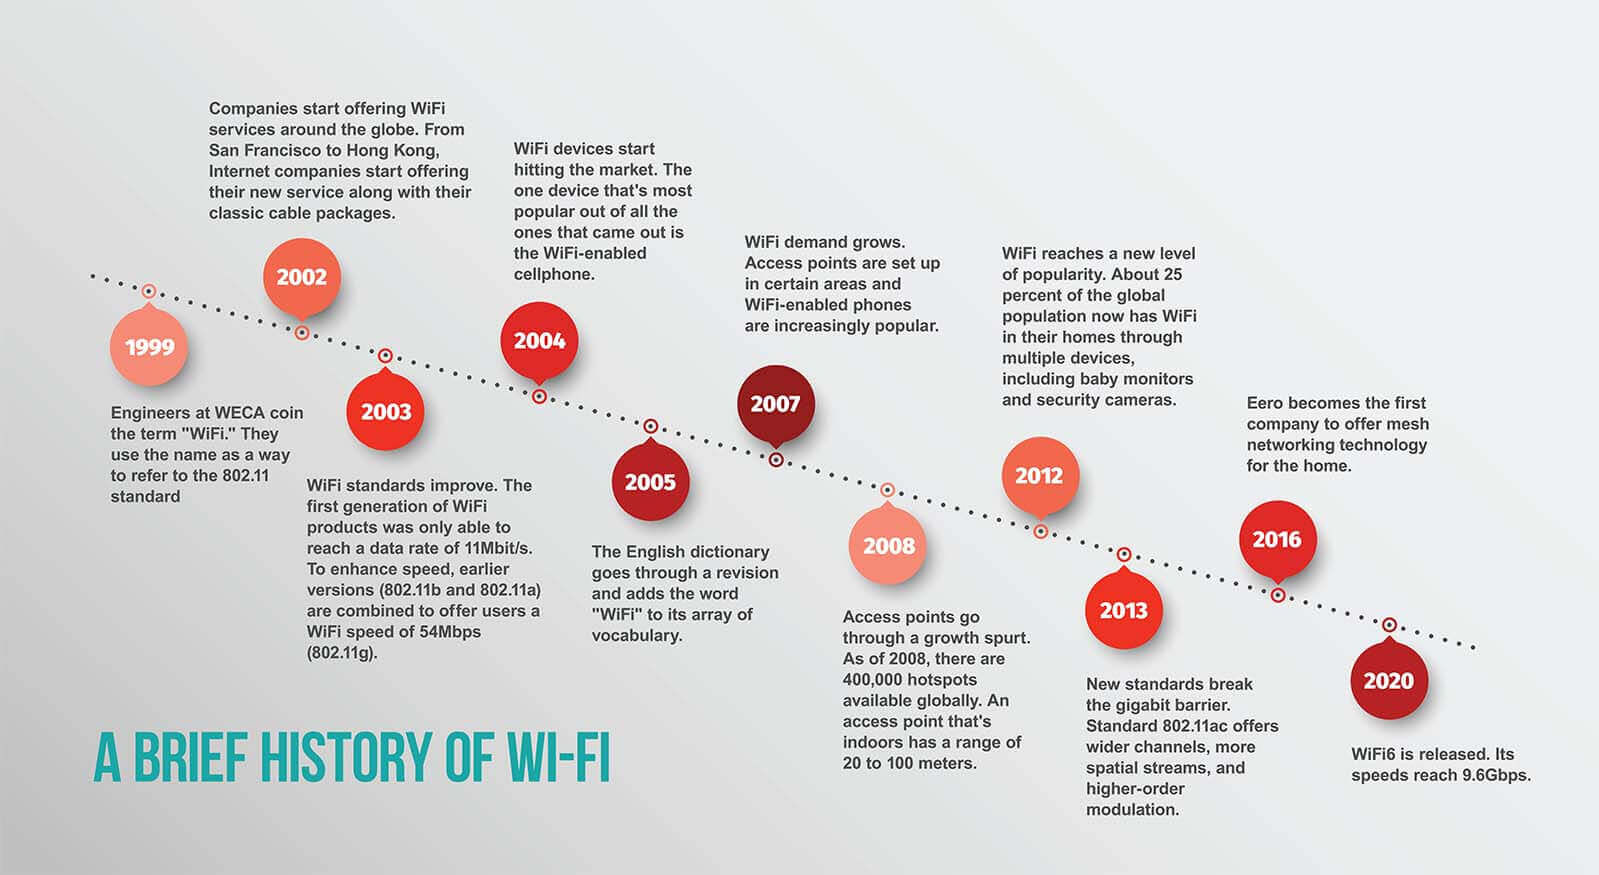 Companies start offering WiFi
services around the globe. From
San Francisco to Hong Kong,
Internet companies start offering
their new service along with their
classic cable packages.
2002
1999
Engineers at WECA coin
the term "WiFi." They
use the name as a way
to refer to the 802.11
standard
2003
WiFi standards improve. The
first generation of WiFi
products was only able to
reach a data rate of 11Mbit/s.
To enhance speed, earlier
versions (802.11b and 802.11a)
are combined to offer users a
WiFi speed of 54Mbps
(802.11g).
WiFi devices start
hitting the market. The
one device that's most
popular out of all the
ones that came out is
the WiFi-enabled
cellphone.
2004
2005
The English dictionary
goes through a revision
and adds the word
"WiFi" to its array of
vocabulary.
WiFi demand grows.
Access points are set up
in certain areas and
WiFi-enabled phones
are increasingly popular.
2007
2008
Access points go
through a growth spurt.
As of 2008, there are
400,000 hotspots
available globally. An
access point that's
indoors has a range of
20 to 100 meters.
WiFi reaches a new level
of popularity. About 25
percent of the global
population now has WiFi
in their homes through
multiple devices,
including baby monitors
and security cameras.
2012
2013
New standards break
the gigabit barrier.
Standard 802.11ac offers
wider channels, more
spatial streams, and
higher-order
modulation.
Eero becomes the first
company to offer mesh
networking technology
for the home.
2016
2020
WiFi6 is released. Its
speeds reach 9.6Gbps.
A BRIEF HISTORY OF WI-FI